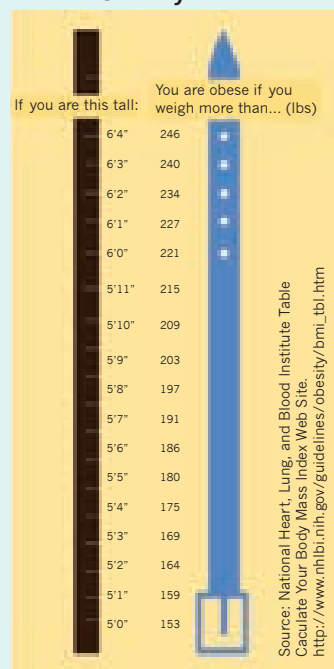 If you are this tall:
You are obese if you
weigh more than... (lbs)
6'4" 246
6'3" 240
6'2" 234
6'1" 227
6'0" 221
5'11" 215
5'10" 209
5'9" 203
5'8" 197
5'7" 191
5'6" 186
5'5" 180
5'4" 175
5'3" 169
5'2" 164
5'1" 159
5'0" 153
Source: National Heart, Lung, and Blood Institute Table
Caculate Your Body Mass Index Web Site.
http://www.nhlbi.nih.gov/guidelines/obesity/bmi_tbl.htm